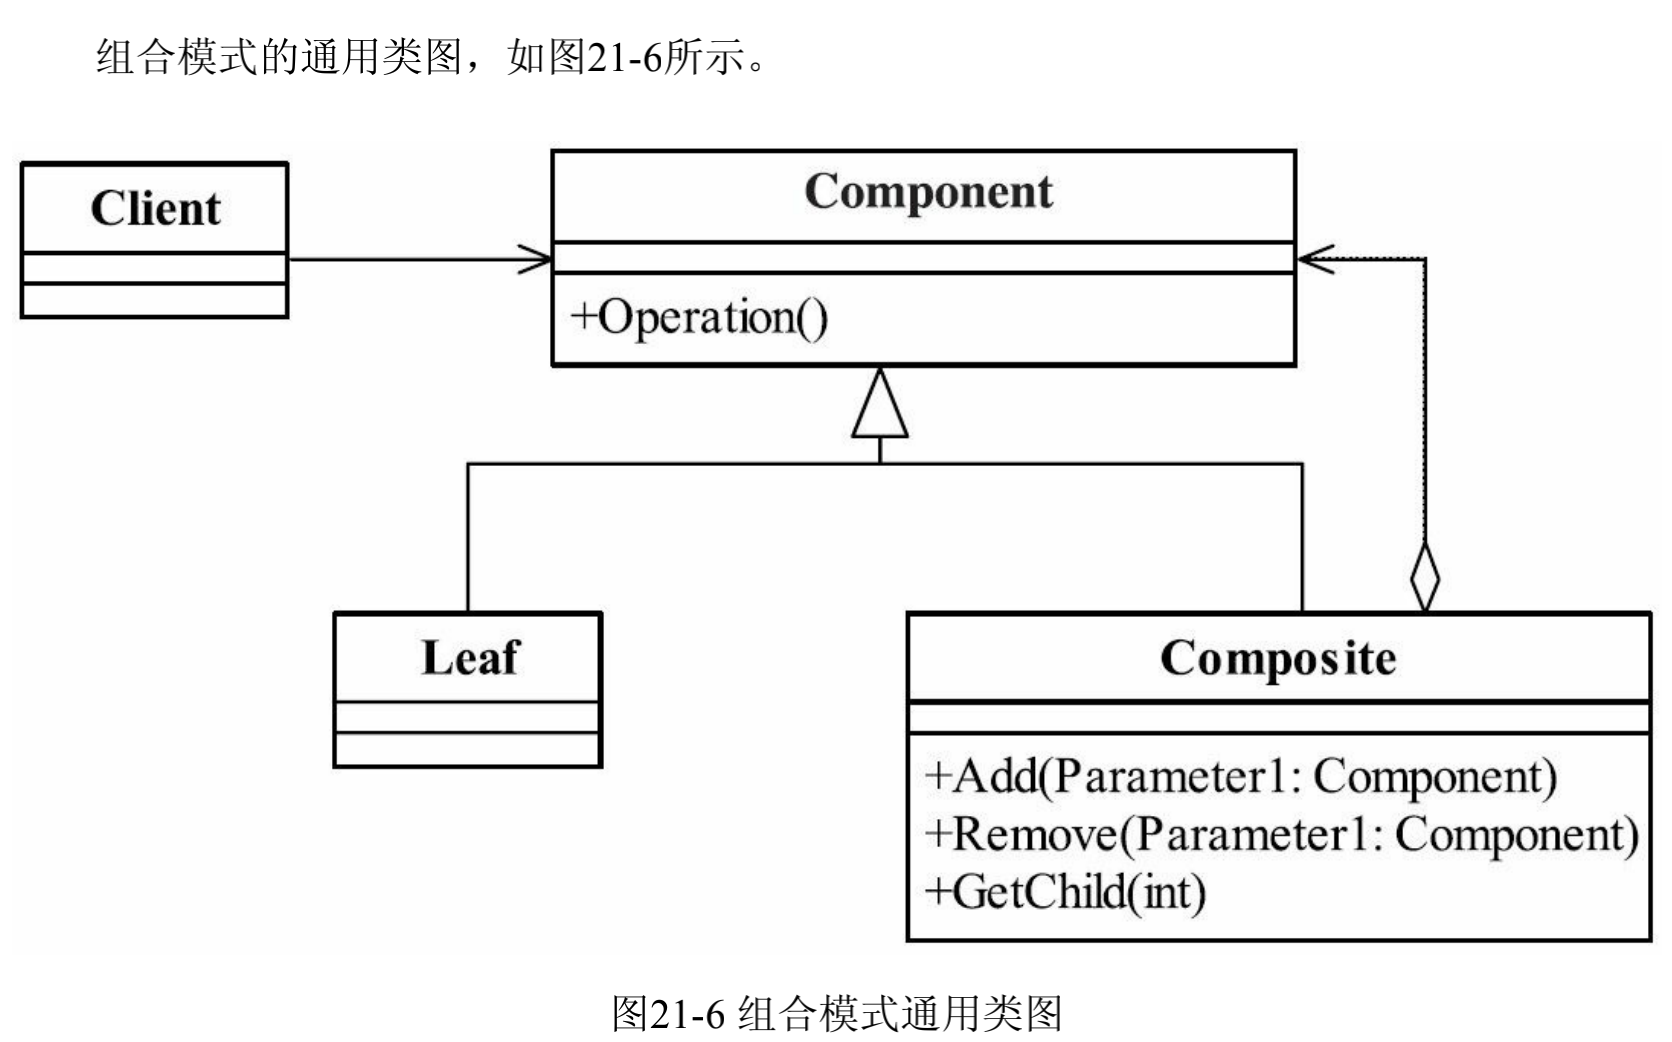 组合模式的通用类图，如图21-6所示。
Client
Component
+Operation()
Leaf
Composite
+Add(Parameter1: Component)
+Remove(Parameter1: Component)
+GetChild(int)
图21-6 组合模式通用类图